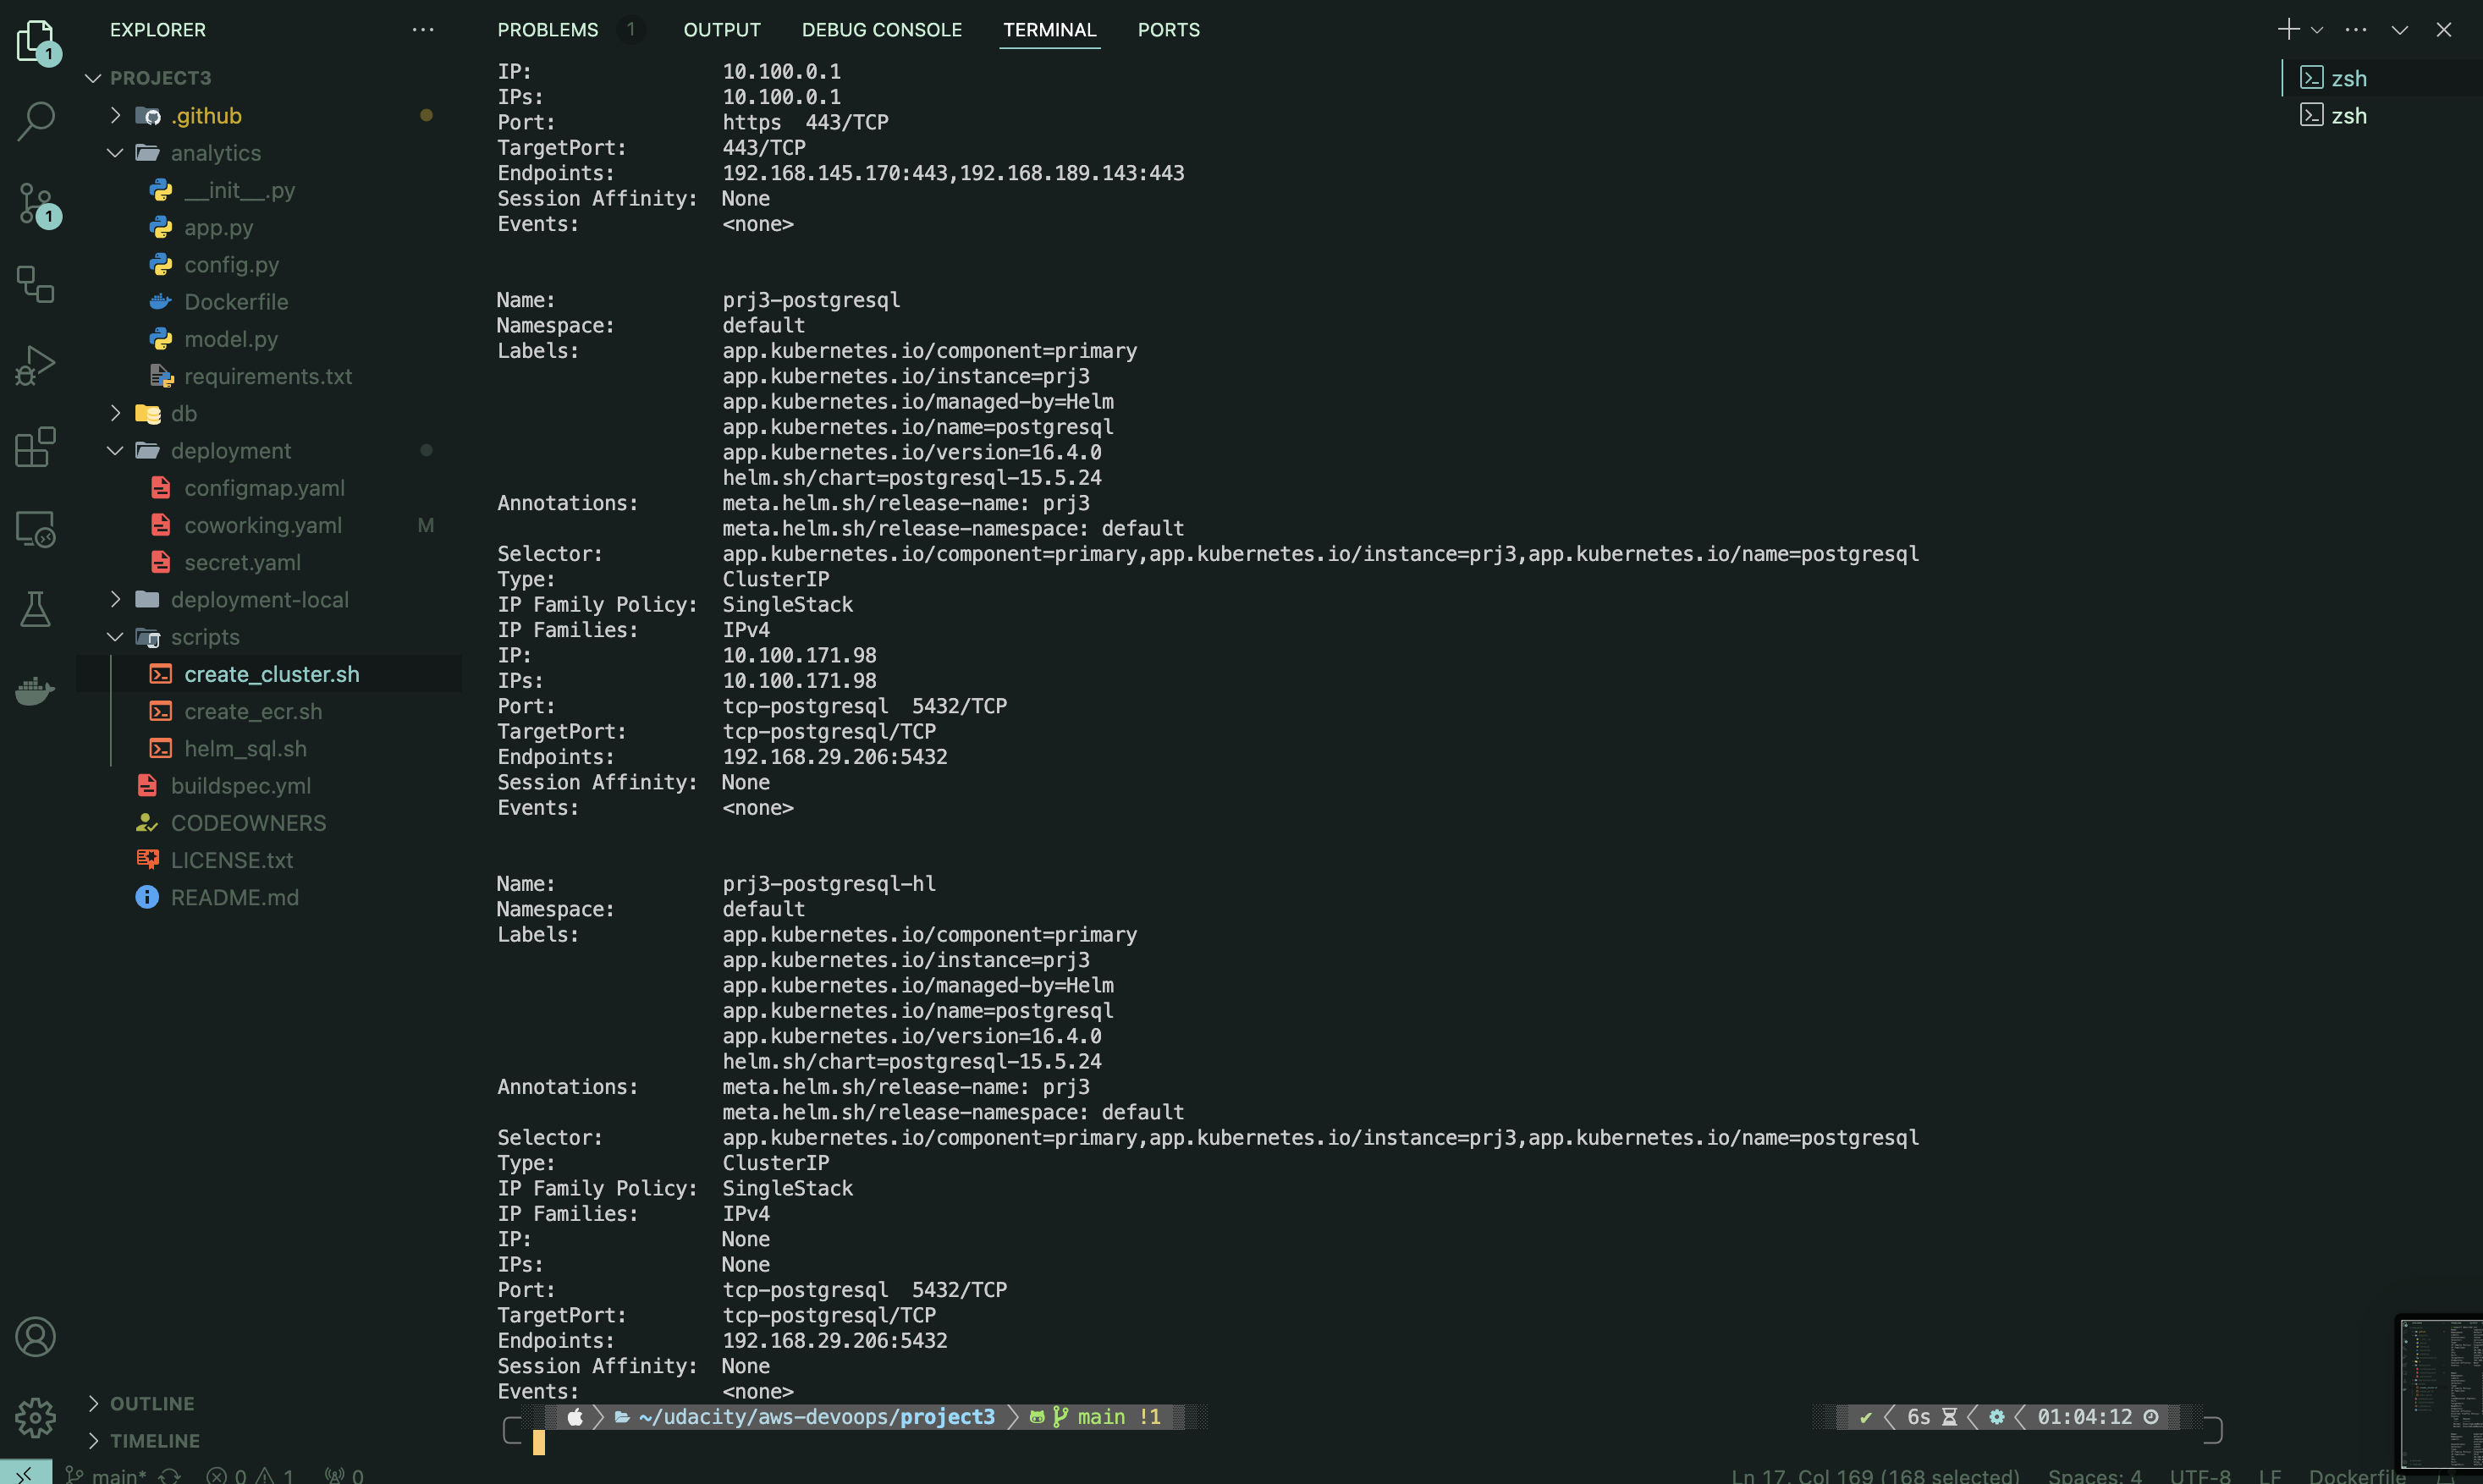 EXPLORER
PROJECT3
.github
analytics
__init__.py
app.py
config.py
Dockerfile
model.py
requirements.txt
db
deployment
configmap.yaml
coworking.yaml M
secret.yaml
deployment-local
scripts
create_cluster.sh
create_ecr.sh
helm_sql.sh
buildspec.yml
CODEOWNERS
LICENSE.txt
README.md
OUTLINE
TIMELINE
1
1
PROBLEMS 1 OUTPUT DEBUG CONSOLE TERMINAL PORTS
IP: 10.100.0.1
IPs: 10.100.0.1
Port: https 443/TCP
TargetPort: 443/TCP
Endpoints: 192.168.145.170:443,192.168.189.143:443
Session Affinity: None
Events: <none>
Name: prj3-postgresql
Namespace: default
Labels: app.kubernetes.io/component=primary
app.kubernetes.io/instance=prj3
app.kubernetes.io/managed-by=Helm
app.kubernetes.io/name=postgresql
app.kubernetes.io/version=16.4.0
helm.sh/chart=postgresql-15.5.24
Annotations: meta.helm.sh/release-name: prj3
meta.helm.sh/release-namespace: default
Selector: app.kubernetes.io/component=primary,app.kubernetes.io/instance=prj3,app.kubernetes.io/name=postgresql
Type: ClusterIP
IP Family Policy: SingleStack
IP Families: IPv4
IP: 10.100.171.98
IPs: 10.100.171.98
Port: tcp-postgresql 5432/TCP
TargetPort: tcp-postgresql/TCP
Endpoints: 192.168.29.206:5432
Session Affinity: None
Events: <none>
Name: prj3-postgresql-hl
Namespace: default
Labels: app.kubernetes.io/component=primary
app.kubernetes.io/instance=prj3
app.kubernetes.io/managed-by=Helm
app.kubernetes.io/name=postgresql
app.kubernetes.io/version=16.4.0
helm.sh/chart=postgresql-15.5.24
Annotations: meta.helm.sh/release-name: prj3
meta.helm.sh/release-namespace: default
Selector: app.kubernetes.io/component=primary,app.kubernetes.io/instance=prj3,app.kubernetes.io/name=postgresql
Type: ClusterIP
IP Family Policy: SingleStack
IP Families: IPv4
IP: None
IPs: None
Port: tcp-postgresql 5432/TCP
TargetPort: tcp-postgresql/TCP
Endpoints: 192.168.29.206:5432
Session Affinity: None
Events: <none>
~/udacity/aws-devoops/project3 main !1 6s 01:04:12
zsh
zsh
main* 0 1 0 Ln 17, Col 169 (168 selected) Spaces: 4 UTF-8 LF Dockerfile